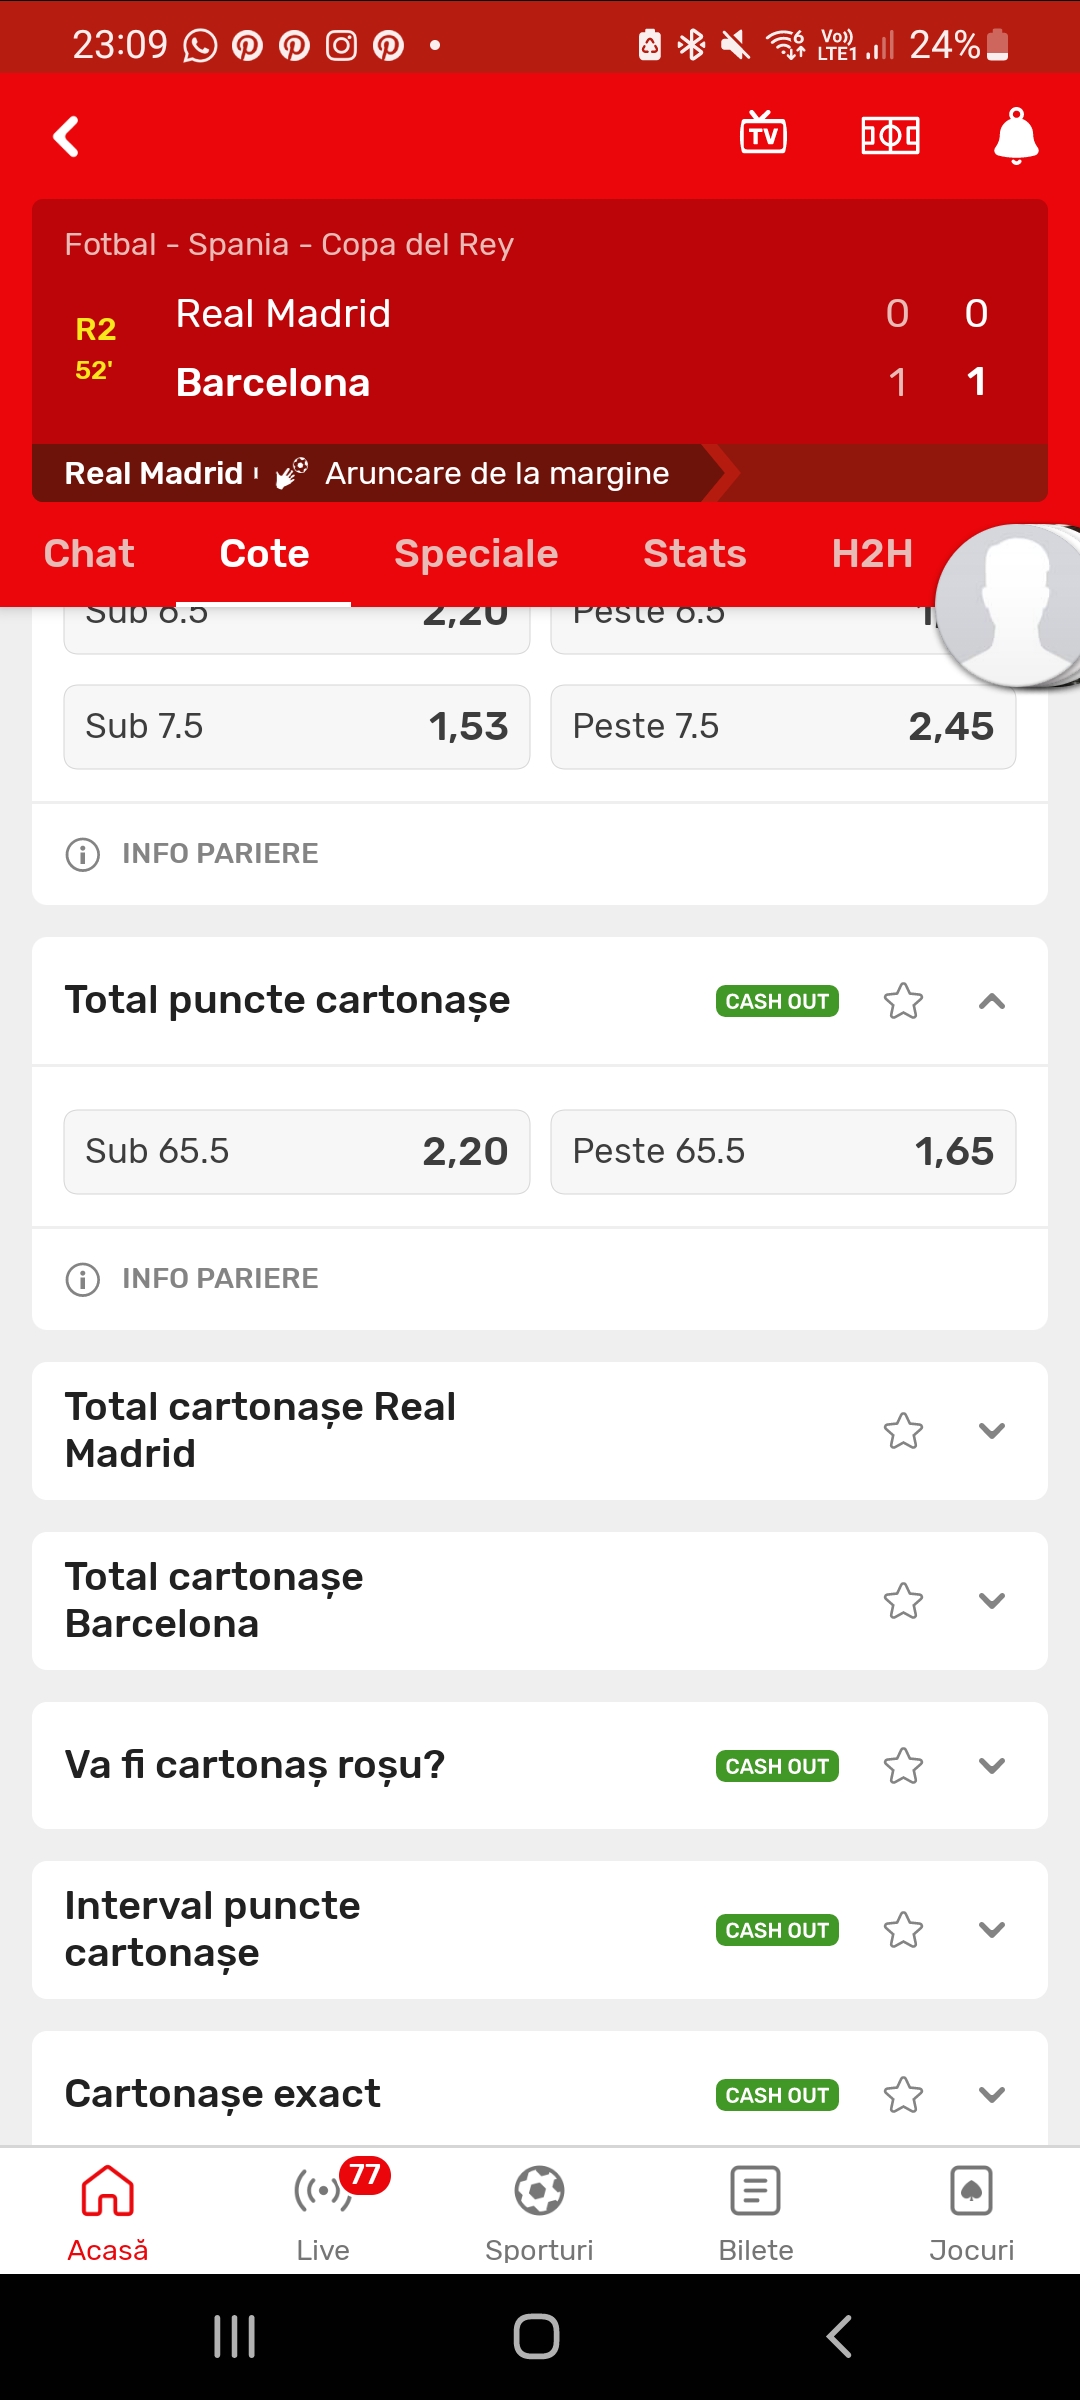 23:09 Vo)) LTE1 6 24%
TV
Fotbal - Spania - Copa del Rey
R2
52'
Real Madrid 0 0
Barcelona 1 1
Real Madrid Aruncare de la margine
Chat Cote Speciale Stats H2H
Sub 6.5 2,20 Peste 6.5
Sub 7.5 1,53 Peste 7.5 2,45
INFO PARIERE
Total puncte cartonașe CASH OUT
Sub 65.5 2,20 Peste 65.5 1,65
INFO PARIERE
Total cartonașe Real
Madrid
Total cartonașe
Barcelona
Va fi cartonaș roșu? CASH OUT
Interval puncte
cartonașe CASH OUT
Cartonașe exact CASH OUT
77
Acasă Live Sporturi Bilete Jocuri